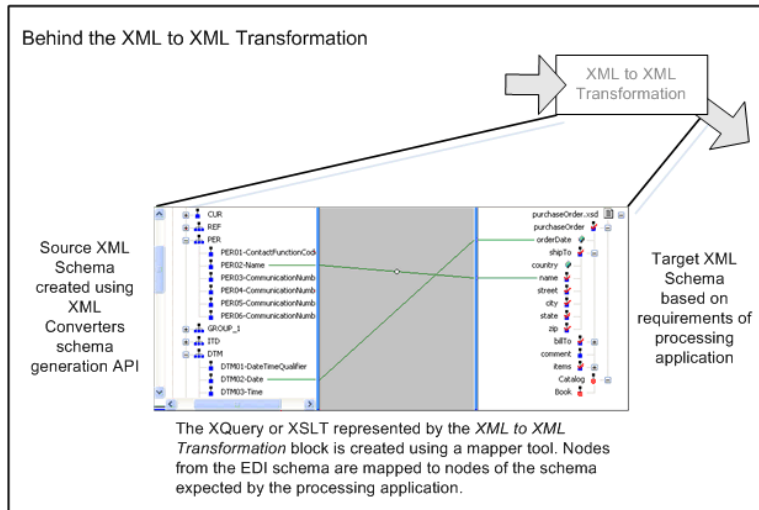 Behind the XML to XML Transformation
XML to XML
Transformation
Source XML
Schema
created using
XML
Converters
schema
generation API
CUR
REF
PER
PER01-ContactFunctionCode
PER02-Name
PER03-CommunicationNumb
PER04-CommunicationNumb
PER05-CommunicationNumb
PER06-CommunicationNumb
GROUP_1
ITD
DTM
DTM01-DateTimeQualifier
DTM02-Date
DTM03-Time
purchaseOrder.xsd
purchaseOrder
orderDate
shipTo
country
name
street
city
state
zip
billTo
comment
items
Catalog
Book
Target XML
Schema
based on
requirements of
processing
application
The XQuery or XSLT represented by the XML to XML
Transformation block is created using a mapper tool. Nodes
from the EDI schema are mapped to nodes of the schema
expected by the processing application.